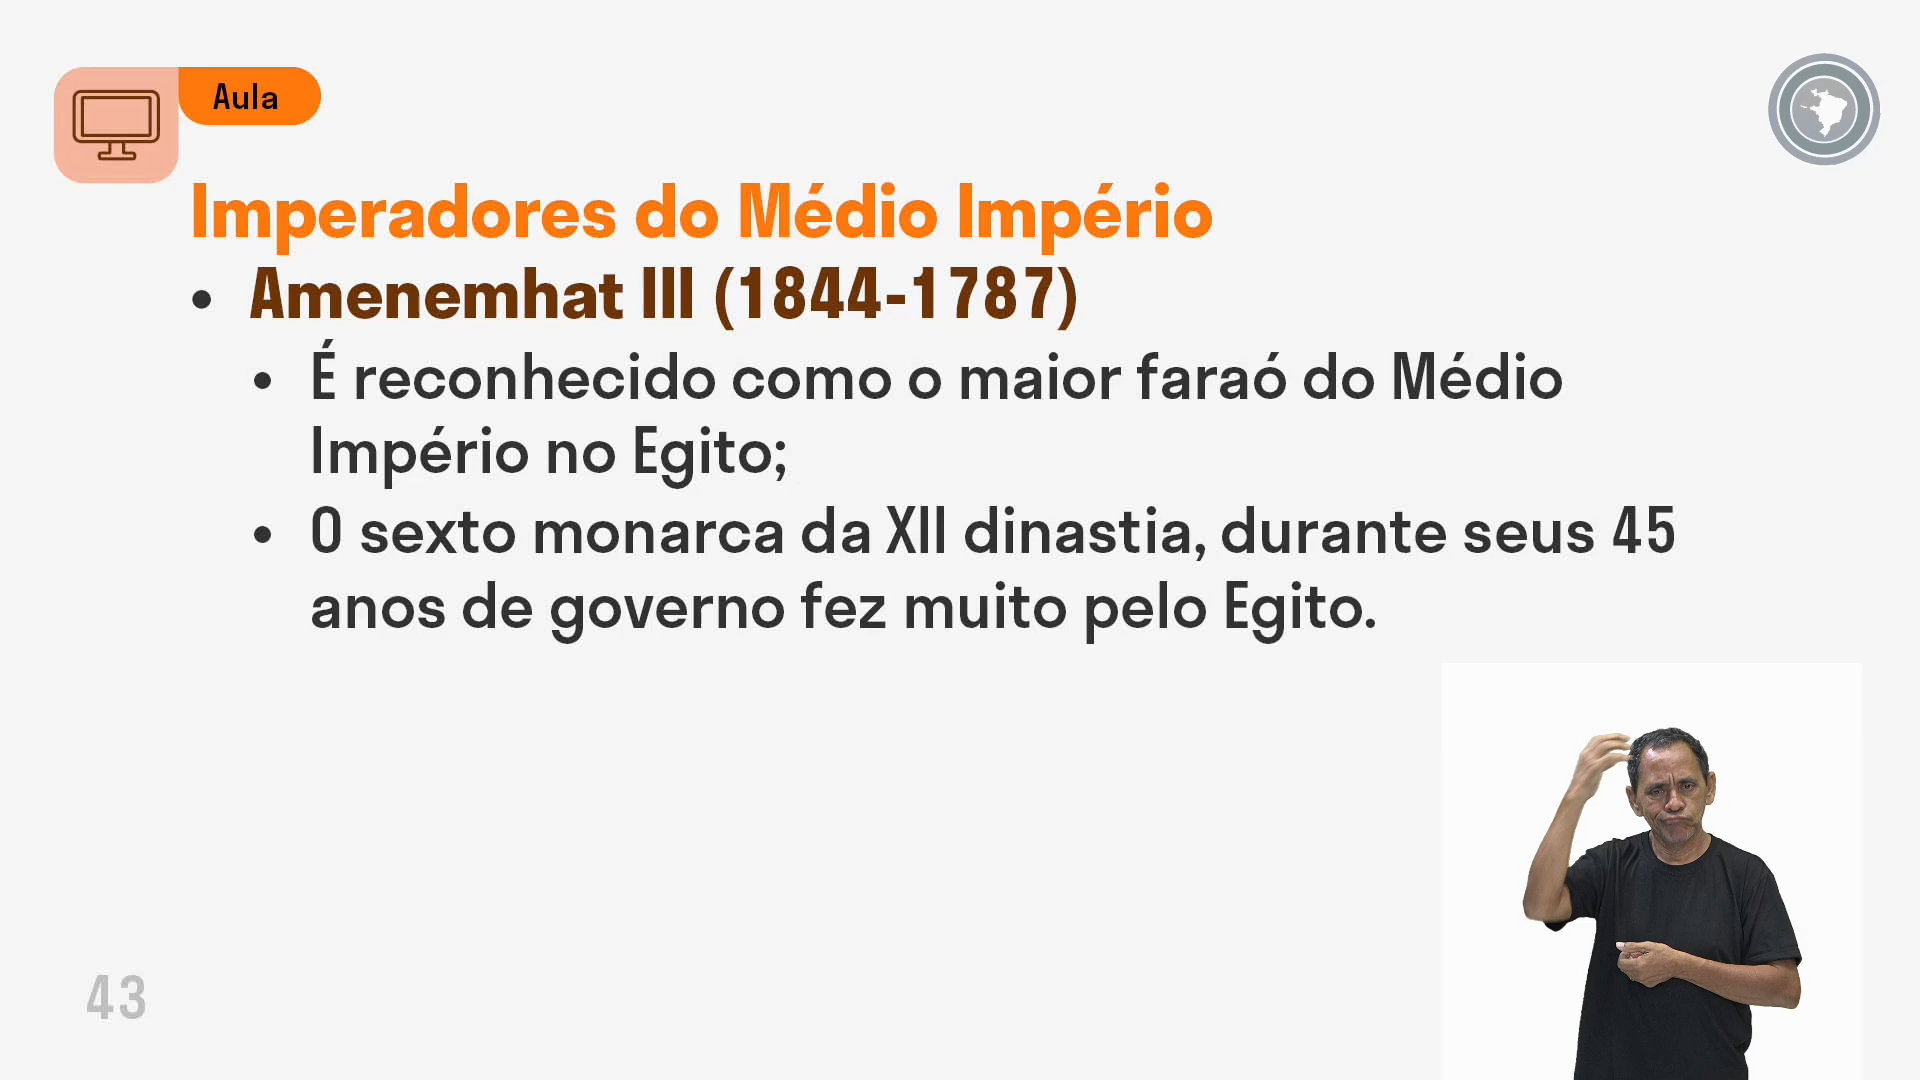 Aula
Imperadores do Médio Império
• Amenemhat III (1844-1787)
• É reconhecido como o maior faraó do Médio
Império no Egito;
• O sexto monarca da XII dinastia, durante seus 45
anos de governo fez muito pelo Egito.
43